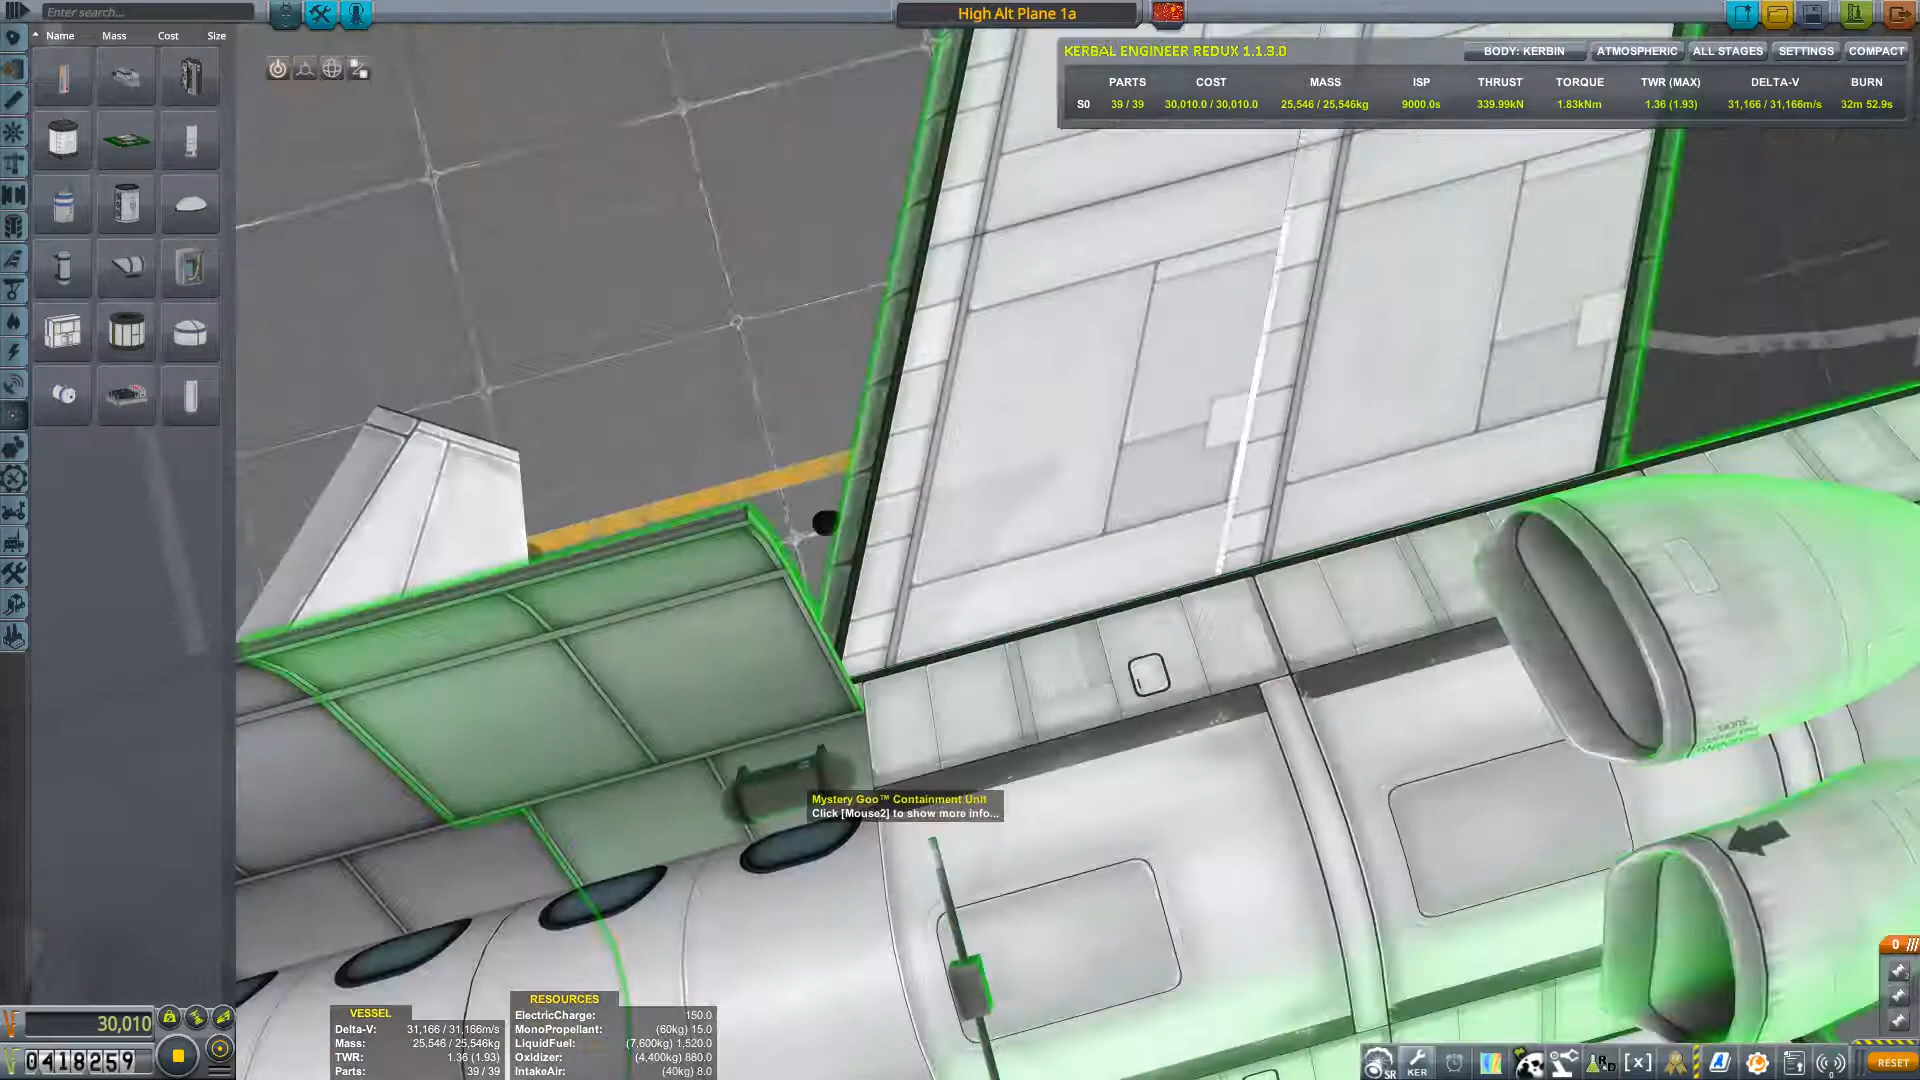 Enter search...
High Alt Plane 1a
Name Mass Cost Size
KERBAL ENGINEER REDUX 1.1.3.0
BODY: KERBIN ATMOSPHERIC ALL STAGES SETTINGS COMPACT
PARTS COST MASS ISP THRUST TORQUE TWR (MAX) DELTA-V BURN
S0 39 / 39 30,010.0 / 30,010.0 25,546 / 25,546kg 9000.0s 339.99kN 1.83kNm 1.36 (1.93) 31,166 / 31,166m/s 32m 52.9s
Mystery Goo™ Containment Unit
Click [Mouse2] to show more info...
0
30,010
0418259
VESSEL
Delta-V: 31,166 / 31,166m/s
Mass: 25,546 / 25,546kg
TWR: 1.36 (1.93)
Parts: 39 / 39
RESOURCES
ElectricCharge: 150.0
MonoPropellant: (60kg) 15.0
LiquidFuel: (7,600kg) 1,520.0
Oxidizer: (4,400kg) 880.0
IntakeAir: (40kg) 8.0
SR
KER
[x]
0
RESET